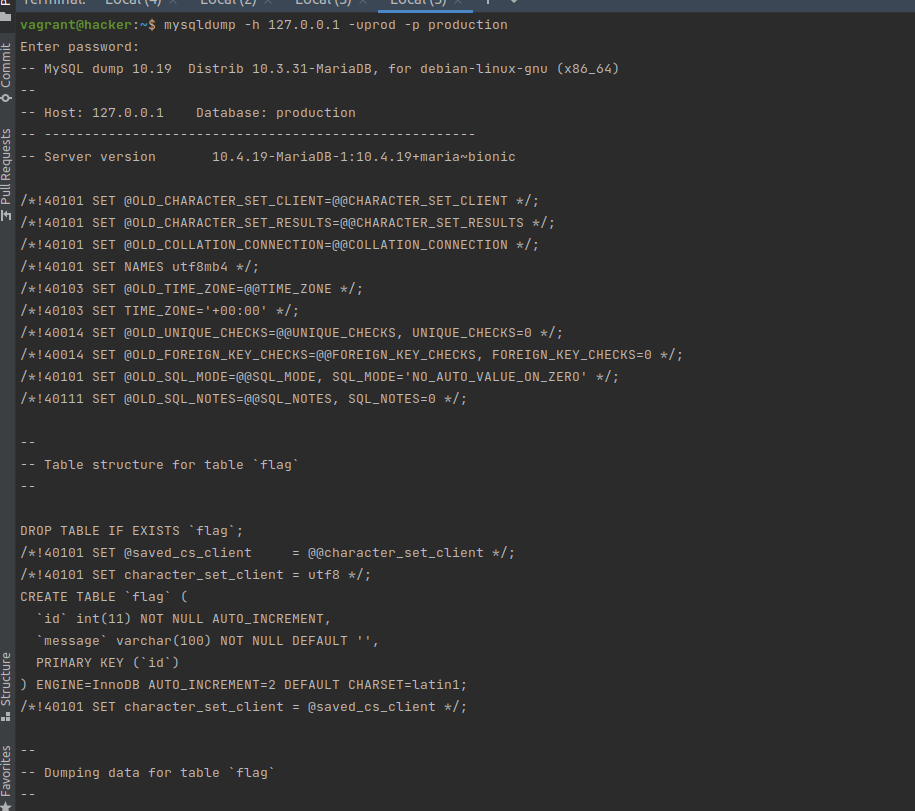 Terminal: Local (4) × Local (2) × Local (3) × Local (5) × +
vagrant@hacker:~$ mysqldump -h 127.0.0.1 -uprod -p production
Enter password:
-- MySQL dump 10.19  Distrib 10.3.31-MariaDB, for debian-linux-gnu (x86_64)
--
-- Host: 127.0.0.1    Database: production
-- ------------------------------------------------------
-- Server version       10.4.19-MariaDB-1:10.4.19+maria~bionic
/*!40101 SET @OLD_CHARACTER_SET_CLIENT=@@CHARACTER_SET_CLIENT */;
/*!40101 SET @OLD_CHARACTER_SET_RESULTS=@@CHARACTER_SET_RESULTS */;
/*!40101 SET @OLD_COLLATION_CONNECTION=@@COLLATION_CONNECTION */;
/*!40101 SET NAMES utf8mb4 */;
/*!40103 SET @OLD_TIME_ZONE=@@TIME_ZONE */;
/*!40103 SET TIME_ZONE='+00:00' */;
/*!40014 SET @OLD_UNIQUE_CHECKS=@@UNIQUE_CHECKS, UNIQUE_CHECKS=0 */;
/*!40014 SET @OLD_FOREIGN_KEY_CHECKS=@@FOREIGN_KEY_CHECKS, FOREIGN_KEY_CHECKS=0 */;
/*!40101 SET @OLD_SQL_MODE=@@SQL_MODE, SQL_MODE='NO_AUTO_VALUE_ON_ZERO' */;
/*!40111 SET @OLD_SQL_NOTES=@@SQL_NOTES, SQL_NOTES=0 */;
--
-- Table structure for table `flag`
--
DROP TABLE IF EXISTS `flag`;
/*!40101 SET @saved_cs_client     = @@character_set_client */;
/*!40101 SET character_set_client = utf8 */;
CREATE TABLE `flag` (
  `id` int(11) NOT NULL AUTO_INCREMENT,
  `message` varchar(100) NOT NULL DEFAULT '',
  PRIMARY KEY (`id`)
) ENGINE=InnoDB AUTO_INCREMENT=2 DEFAULT CHARSET=latin1;
/*!40101 SET character_set_client = @saved_cs_client */;
--
-- Dumping data for table `flag`
--
Commit
Pull Requests
Structure
Favorites